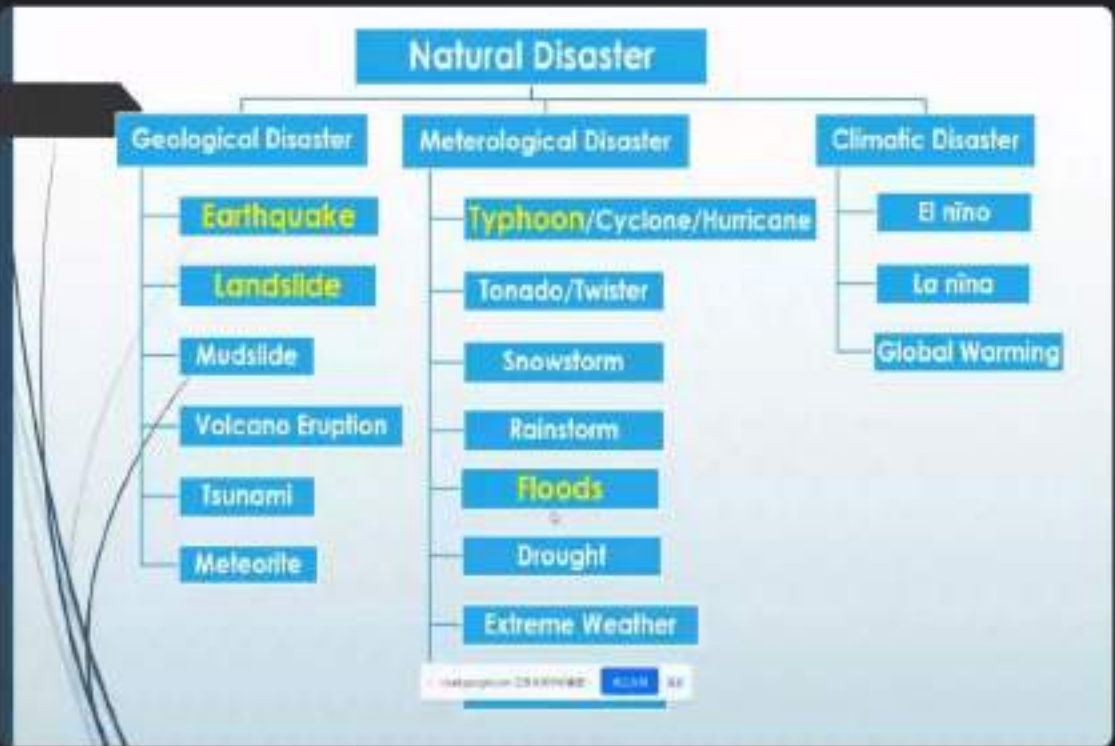 Natural Disaster
Geological Disaster
Earthquake
Landslide
Mudslide
Volcano Eruption
Tsunami
Meteorite
Meterological Disaster
Typhoon/Cyclone/Hurricane
Tonado/Twister
Snowstorm
Rainstorm
Floods
Drought
Extreme Weather
Climatic Disaster
El nĩno
La nĩna
Global Warming